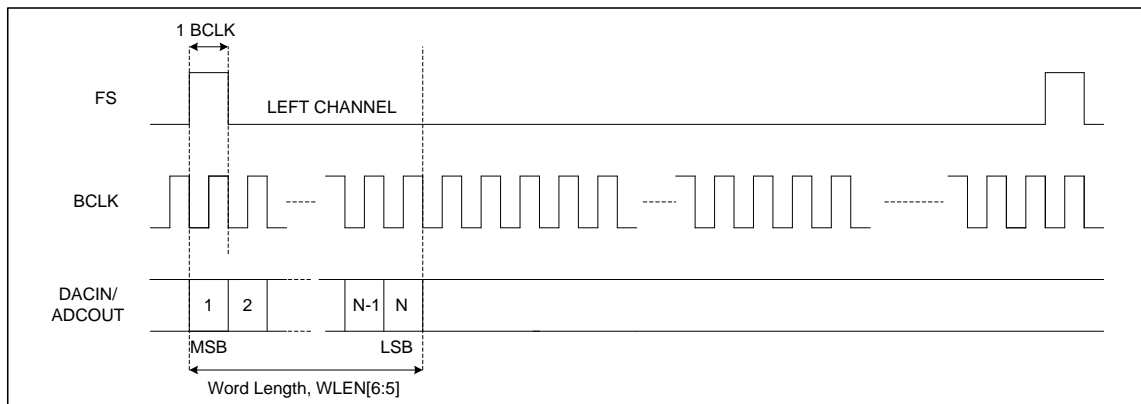 1 BCLK
FS
LEFT CHANNEL
BCLK
DACIN/
ADCOUT
1
2
N-1
N
MSB
LSB
Word Length, WLEN[6:5]